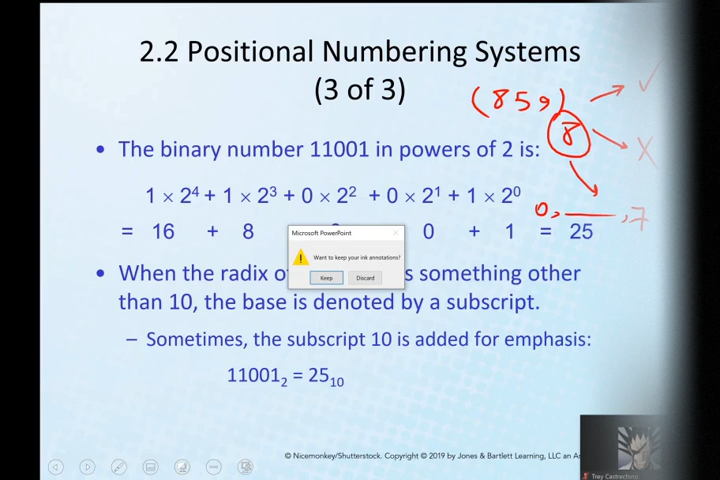 2.2 Positional Numbering Systems
(3 of 3)
(859)8
✓
X
0, ___, 7
• The binary number 11001 in powers of 2 is:
1 × 2⁴ + 1 × 2³ + 0 × 2² + 0 × 2¹ + 1 × 2⁰
= 16 + 8 0 + 1 = 25
Microsoft PowerPoint
Want to keep your ink annotations?
Keep Discard
• When the radix o s something other
than 10, the base is denoted by a subscript.
– Sometimes, the subscript 10 is added for emphasis:
11001₂ = 25₁₀
© Nicemonkey/Shutterstock. Copyright © 2019 by Jones & Bartlett Learning, LLC an As
Trey